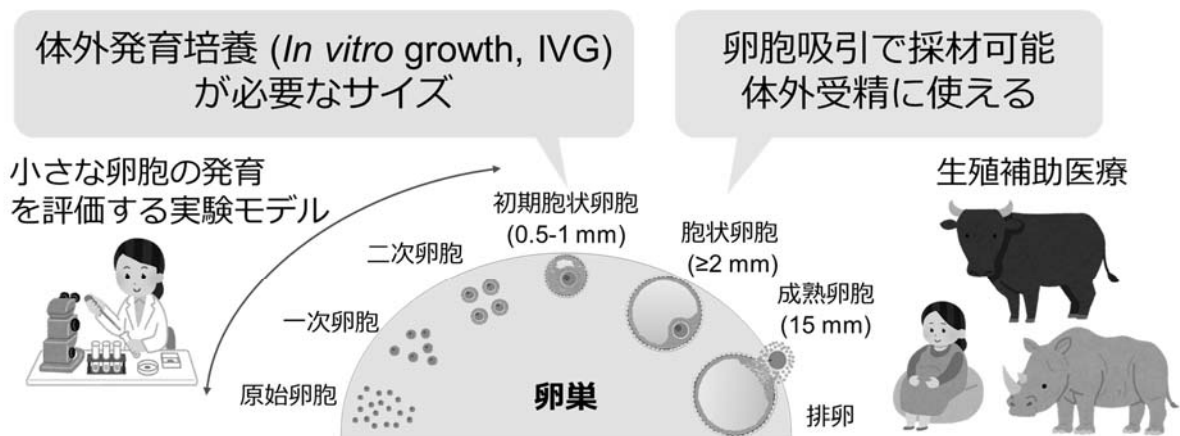 体外発育培養 (In vitro growth, IVG)
が必要なサイズ
卵胞吸引で採材可能
体外受精に使える
小さな卵胞の発育
を評価する実験モデル
生殖補助医療
初期胞状卵胞
(0.5-1 mm)
胞状卵胞
(≥2 mm)
二次卵胞
成熟卵胞
(15 mm)
一次卵胞
原始卵胞
卵巣
排卵